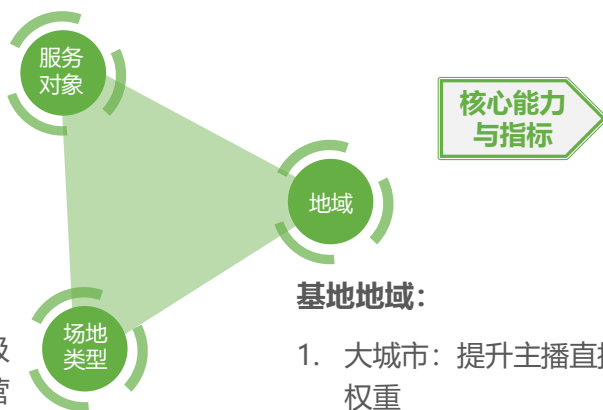 服务
对象
核心能力
与指标
地域
基地地域：
场地
类型
1. 大城市：提升主播直
权重